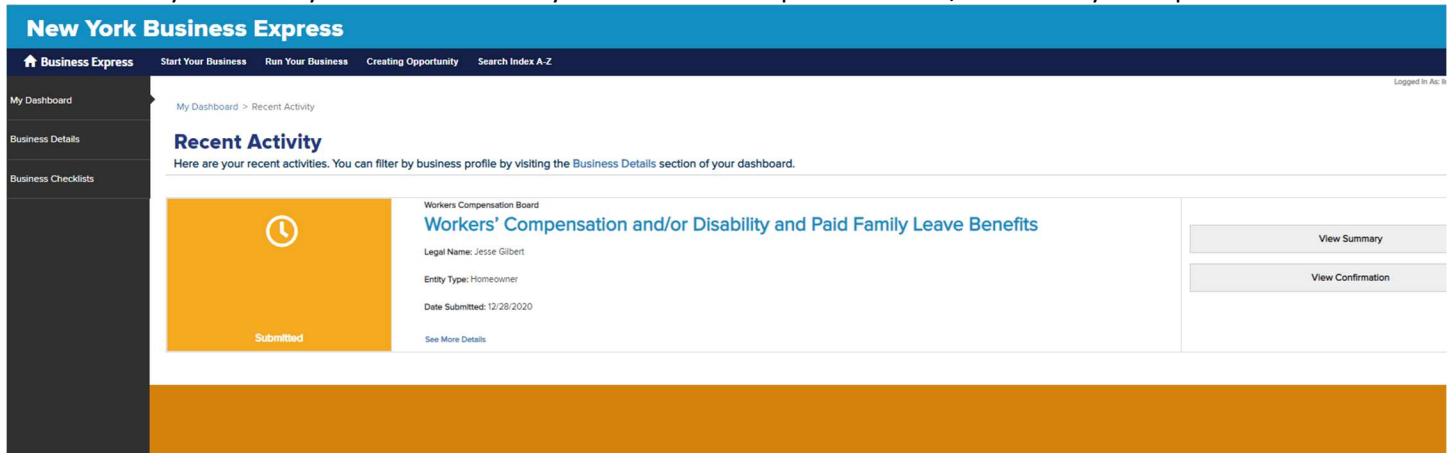 New York Business Express
Business Express Start Your Business Run Your Business Creating Opportunity Search Index A-Z
Logged In As:
My Dashboard
My Dashboard > Recent Activity
Business Details
Recent Activity
Here are your recent activities. You can filter by business profile by visiting the Business Details section of your dashboard.
Business Checklists
Submitted
Workers Compensation Board
Workers' Compensation and/or Disability and Paid Family Leave Benefits
Legal Name: Jesse Gilbert
Entity Type: Homeowner
Date Submitted: 12/28/2020
See More Details
View Summary
View Confirmation